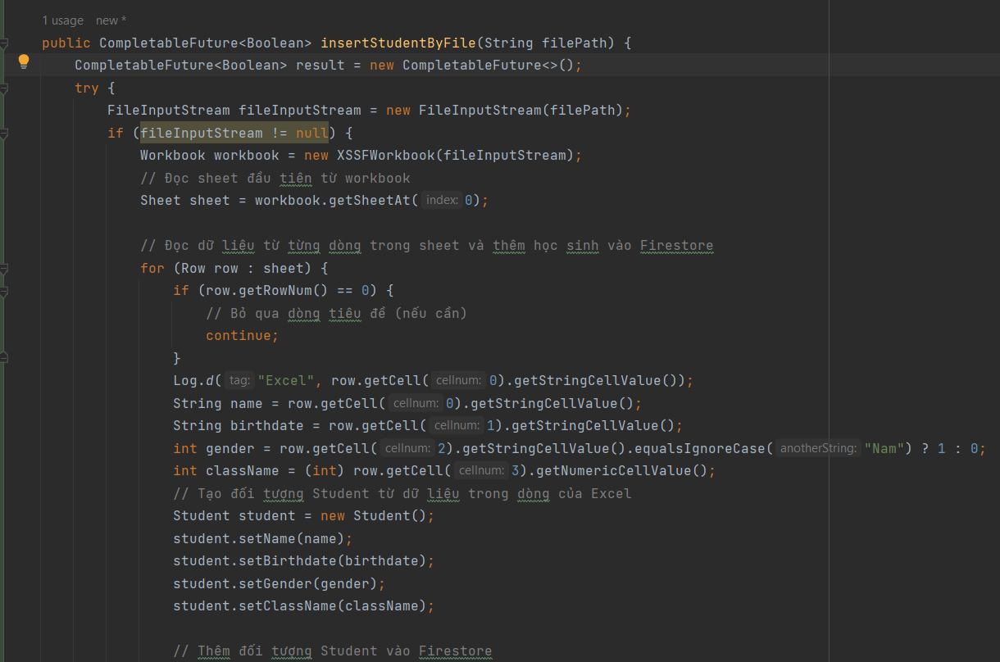 1 usage new *
public CompletableFuture<Boolean> insertStudentByFile(String filePath) {
CompletableFuture<Boolean> result = new CompletableFuture<>();
try {
FileInputStream fileInputStream = new FileInputStream(filePath);
if (fileInputStream != null) {
Workbook workbook = new XSSFWorkbook(fileInputStream);
// Đọc sheet đầu tiên từ workbook
Sheet sheet = workbook.getSheetAt( index: 0);
// Đọc dữ liệu từ từng dòng trong sheet và thêm học sinh vào Firestore
for (Row row : sheet) {
if (row.getRowNum() == 0) {
// Bỏ qua dòng tiêu đề (nếu cần)
continue;
}
Log.d( tag: "Excel", row.getCell( cellnum: 0).getStringCellValue());
String name = row.getCell( cellnum: 0).getStringCellValue();
String birthdate = row.getCell( cellnum: 1).getStringCellValue();
int gender = row.getCell( cellnum: 2).getStringCellValue().equalsIgnoreCase( anotherString: "Nam") ? 1 : 0;
int className = (int) row.getCell( cellnum: 3).getNumericCellValue();
// Tạo đối tượng Student từ dữ liệu trong dòng của Excel
Student student = new Student();
student.setName(name);
student.setBirthdate(birthdate);
student.setGender(gender);
student.setClassName(className);
// Thêm đối tượng Student vào Firestore